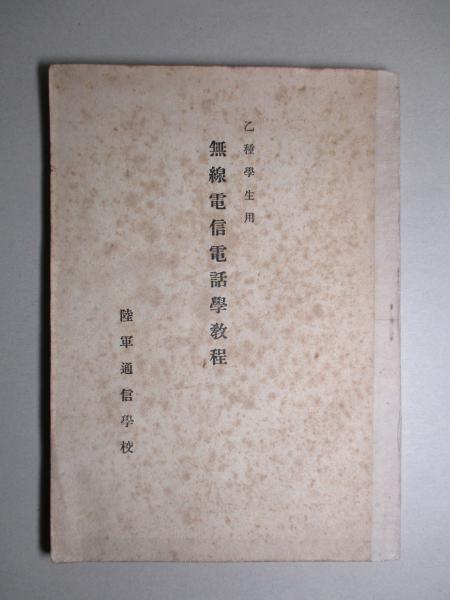 乙種學生用
無線電信電話學教程
陸軍通信學校